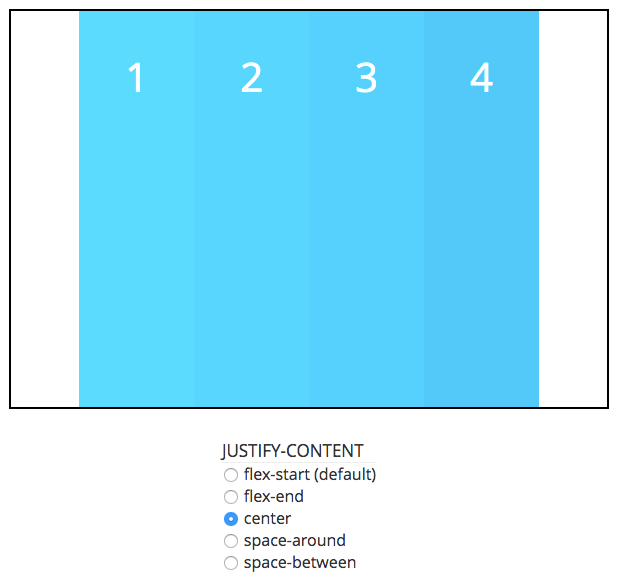 1 2 3 4
JUSTIFY-CONTENT
flex-start (default)
flex-end
center
space-around
space-between